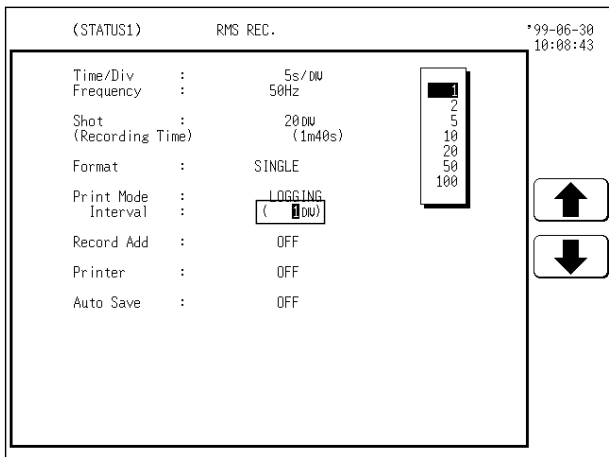 (STATUS1) RMS REC. '99-06-30
10:08:43
Time/Div : 5s/DIV
Frequency : 50Hz
Shot : 20DIV
(Recording Time) (1m40s)
Format : SINGLE
Print Mode : LOGGING
Interval : ( 1DIV)
Record Add : OFF
Printer : OFF
Auto Save : OFF
1
2
5
10
20
50
100